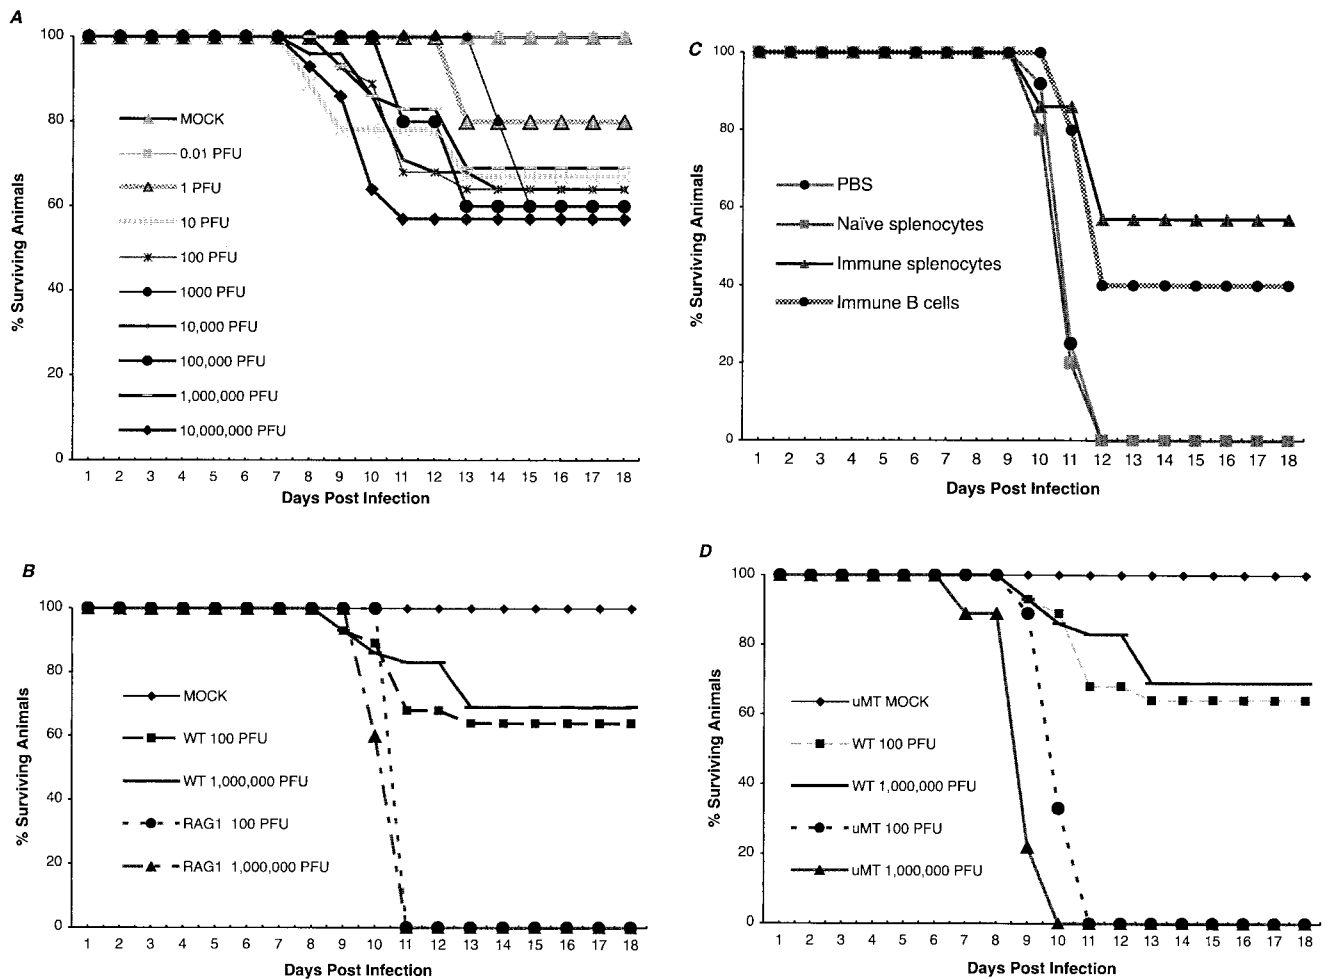 A
% Surviving Animals
100
80
60
40
20
0
MOCK
0.01 PFU
1 PFU
10 PFU
100 PFU
1000 PFU
10,000 PFU
100,000 PFU
1,000,000 PFU
10,000,000 PFU
1 2 3 4 5 6 7 8 9 10 11 12 13 14 15 16 17 18
Days Post Infection
C
% Surviving Animals
100
80
60
40
20
0
PBS
Naïve splenocytes
Immune splenocytes
Immune B cells
1 2 3 4 5 6 7 8 9 10 11 12 13 14 15 16 17 18
Days Post Infection
B
% Surviving Animals
100
80
60
40
20
0
MOCK
WT 100 PFU
WT 1,000,000 PFU
RAG1 100 PFU
RAG1 1,000,000 PFU
1 2 3 4 5 6 7 8 9 10 11 12 13 14 15 16 17 18
Days Post Infection
D
% Surviving Animals
100
80
60
40
20
0
uMT MOCK
WT 100 PFU
WT 1,000,000 PFU
uMT 100 PFU
uMT 1,000,000 PFU
1 2 3 4 5 6 7 8 9 10 11 12 13 14 15 16 17 18
Days Post Infection